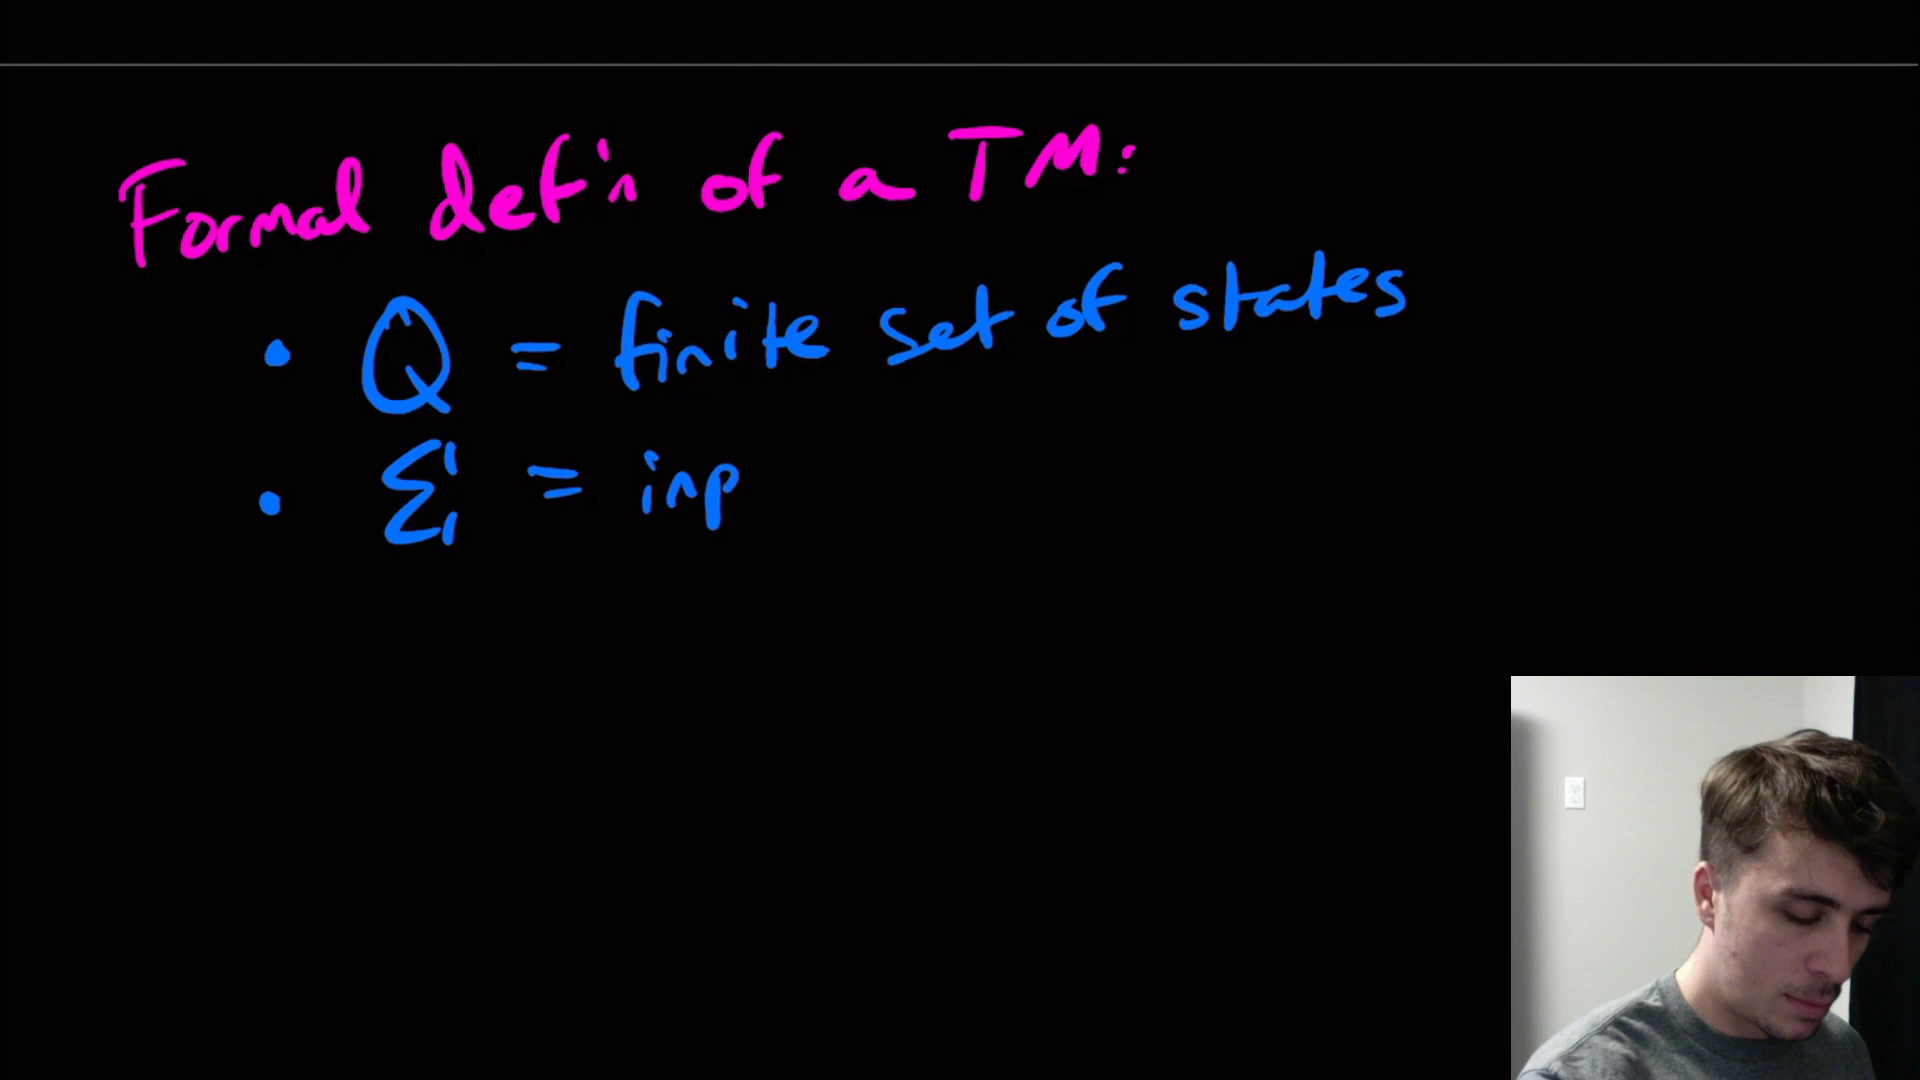 Formal def'n of a TM:
• Q = finite set of states
• Σ = inp